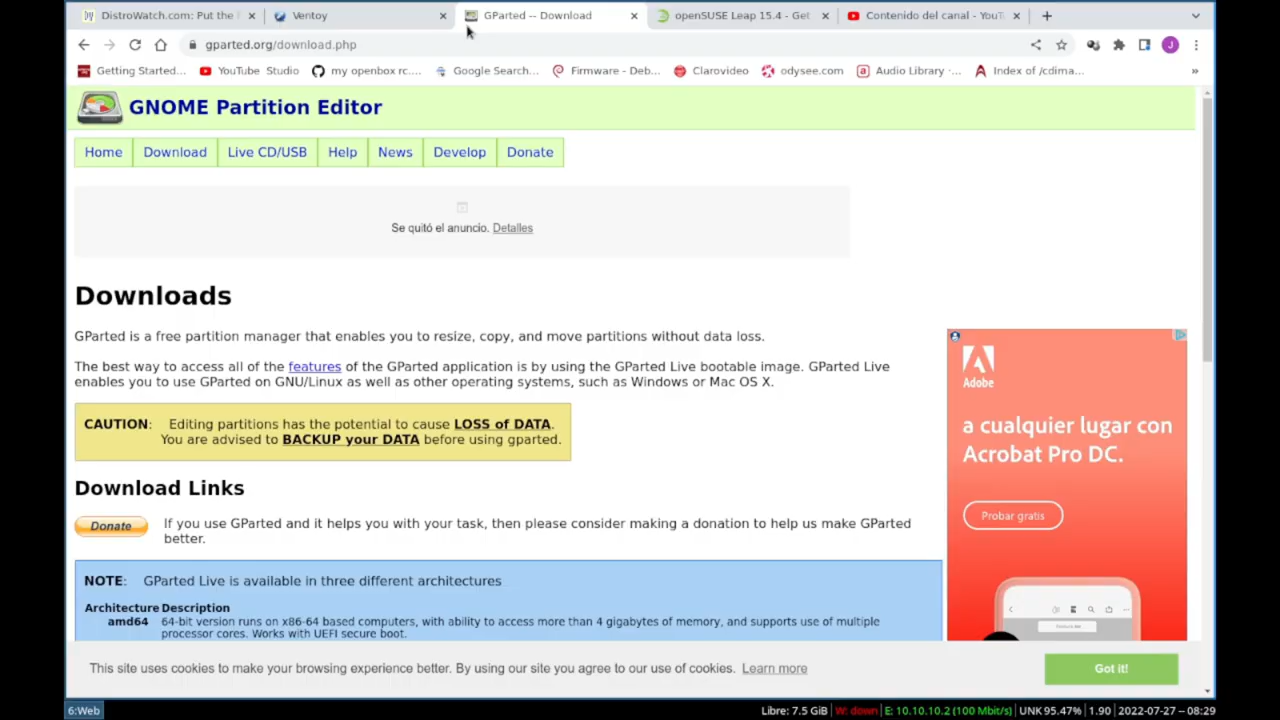 DistroWatch.com: Put the F
Ventoy
GParted -- Download
openSUSE Leap 15.4 - Get
Contenido del canal - YouTu
gparted.org/download.php
J
Getting Started...
YouTube Studio
my openbox rc....
Google Search...
Firmware - Deb...
Clarovideo
odysee.com
Audio Library -...
Index of /cdima...
»
GNOME Partition Editor
Home
Download
Live CD/USB
Help
News
Develop
Donate
Se quitó el anuncio. Detalles
Downloads
GParted is a free partition manager that enables you to resize, copy, and move partitions without data loss.
The best way to access all of the features of the GParted application is by using the GParted Live bootable image. GParted Live
enables you to use GParted on GNU/Linux as well as other operating systems, such as Windows or Mac OS X.
CAUTION: Editing partitions has the potential to cause LOSS of DATA.
You are advised to BACKUP your DATA before using gparted.
Adobe
a cualquier lugar con
Acrobat Pro DC.
Probar gratis
Download Links
Donate
If you use GParted and it helps you with your task, then please consider making a donation to help us make GParted
better.
NOTE: GParted Live is available in three different architectures
Architecture Description
amd64 64-bit version runs on x86-64 based computers, with ability to access more than 4 gigabytes of memory, and supports use of multiple
processor cores. Works with UEFI secure boot.
This site uses cookies to make your browsing experience better. By using our site you agree to our use of cookies. Learn more
Got it!
6:Web
Libre: 7.5 GiB | W: down | E: 10.10.10.2 (100 Mbit/s) | UNK 95.47% | 1.90 | 2022-07-27 -- 08:29